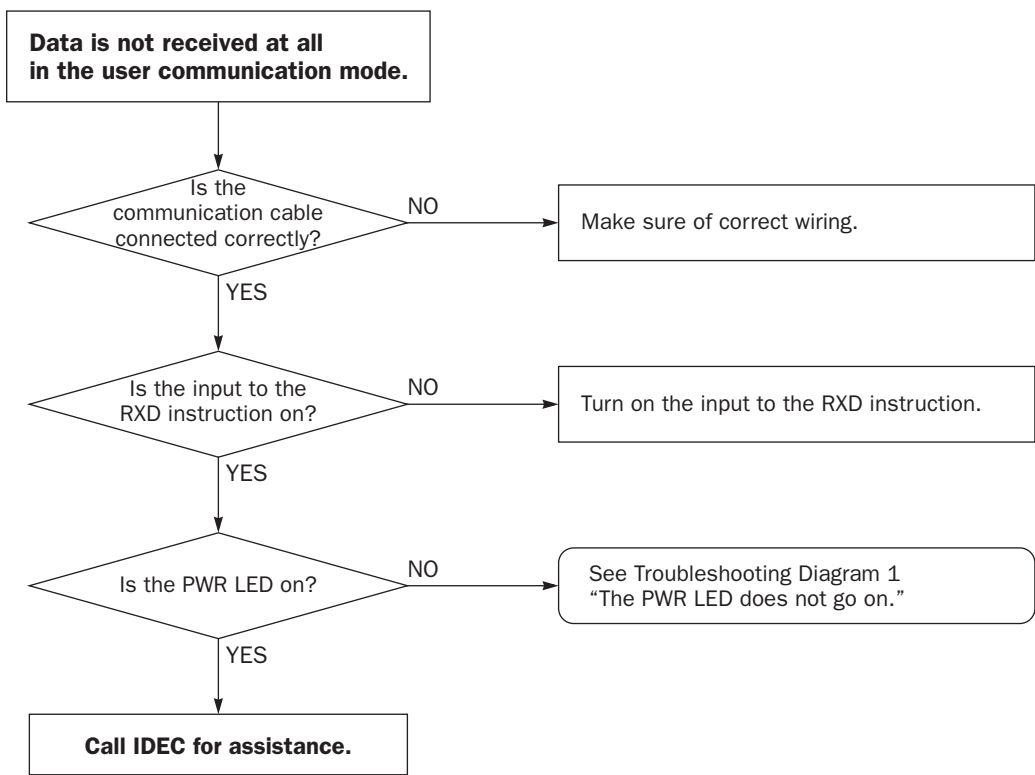 Data is not received at all
in the user communication mode.
Is the
communication cable
connected correctly?
NO
Make sure of correct wiring.
YES
Is the input to the
RXD instruction on?
NO
Turn on the input to the RXD instruction.
YES
Is the PWR LED on?
NO
See Troubleshooting Diagram 1
“The PWR LED does not go on.”
YES
Call IDEC for assistance.